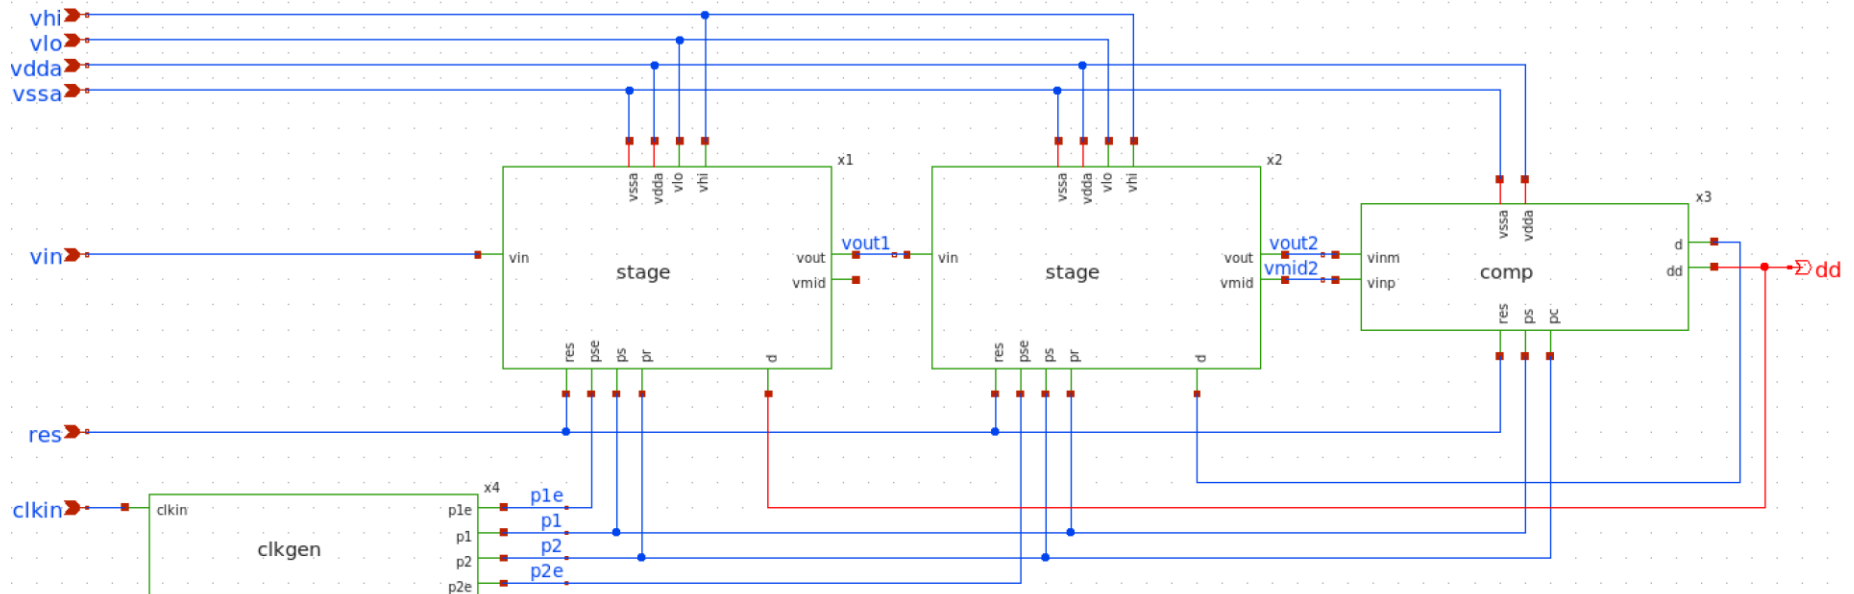 vhi
vlo
vdda
vssa
x1
x2
x3
vssa vdda vlo vhi
vssa vdda vlo vhi
vssa vdda
vin
vin
stage
vout
vmid
vout1
vin
stage
vout
vmid
vout2
vmid2
vinm
vinp
comp
d
dd
dd
res ps pc
res pse ps pr d
res pse ps pr d
res
clkin
x4
clkin
clkgen
p1e
p1
p2
p2e
p1e
p1
p2
p2e